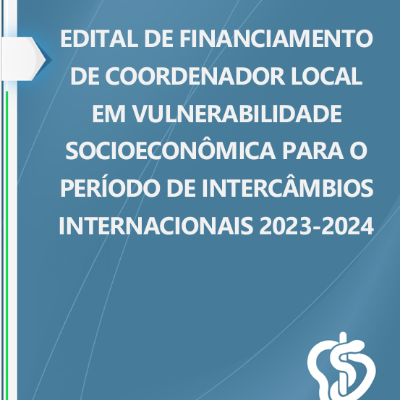 EDITAL DE FINANCIAMENTO
DE COORDENADOR LOCAL
EM VULNERABILIDADE
SOCIOECONÔMICA PARA O
PERÍODO DE INTERCÂMBIOS
INTERNACIONAIS 2023-2024